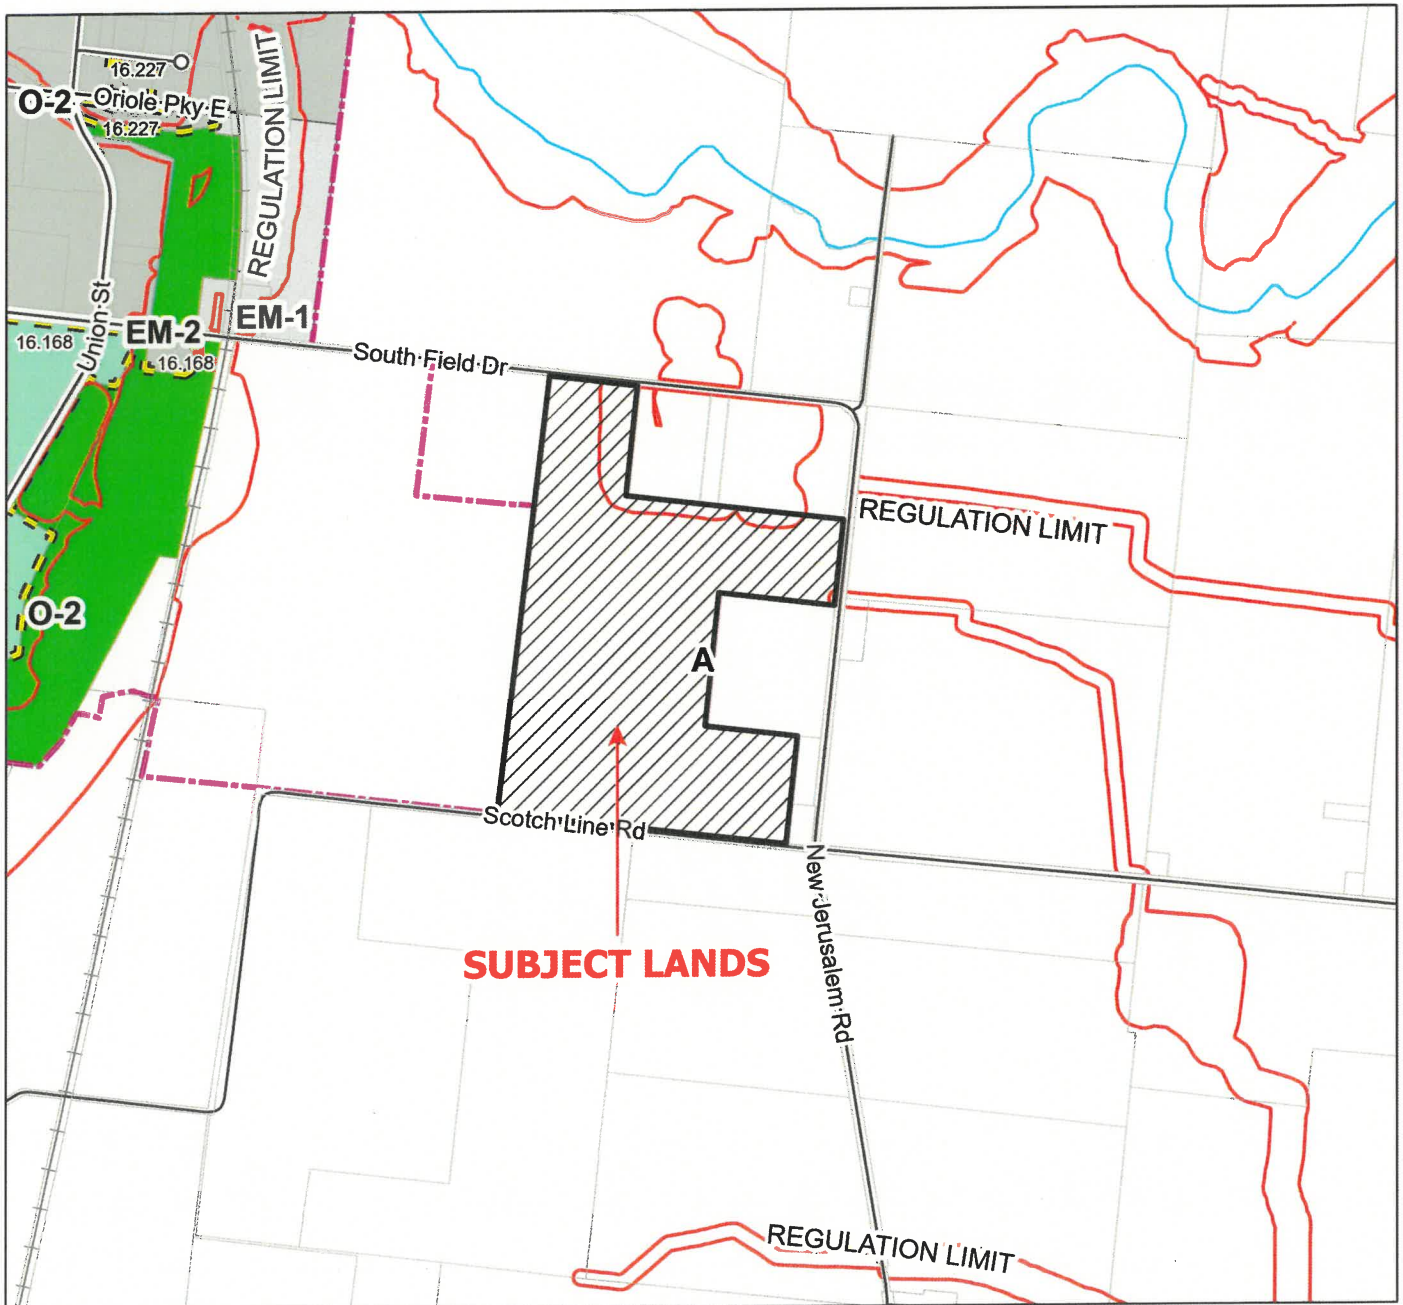 16.227
O-2
Oriole Pky E
16.227
REGULATION LIMIT
Union St
EM-2
EM-1
16.168
16.168
South Field Dr
REGULATION LIMIT
O-2
A
Scotch Line Rd
New Jerusalem Rd
SUBJECT LANDS
REGULATION LIMIT